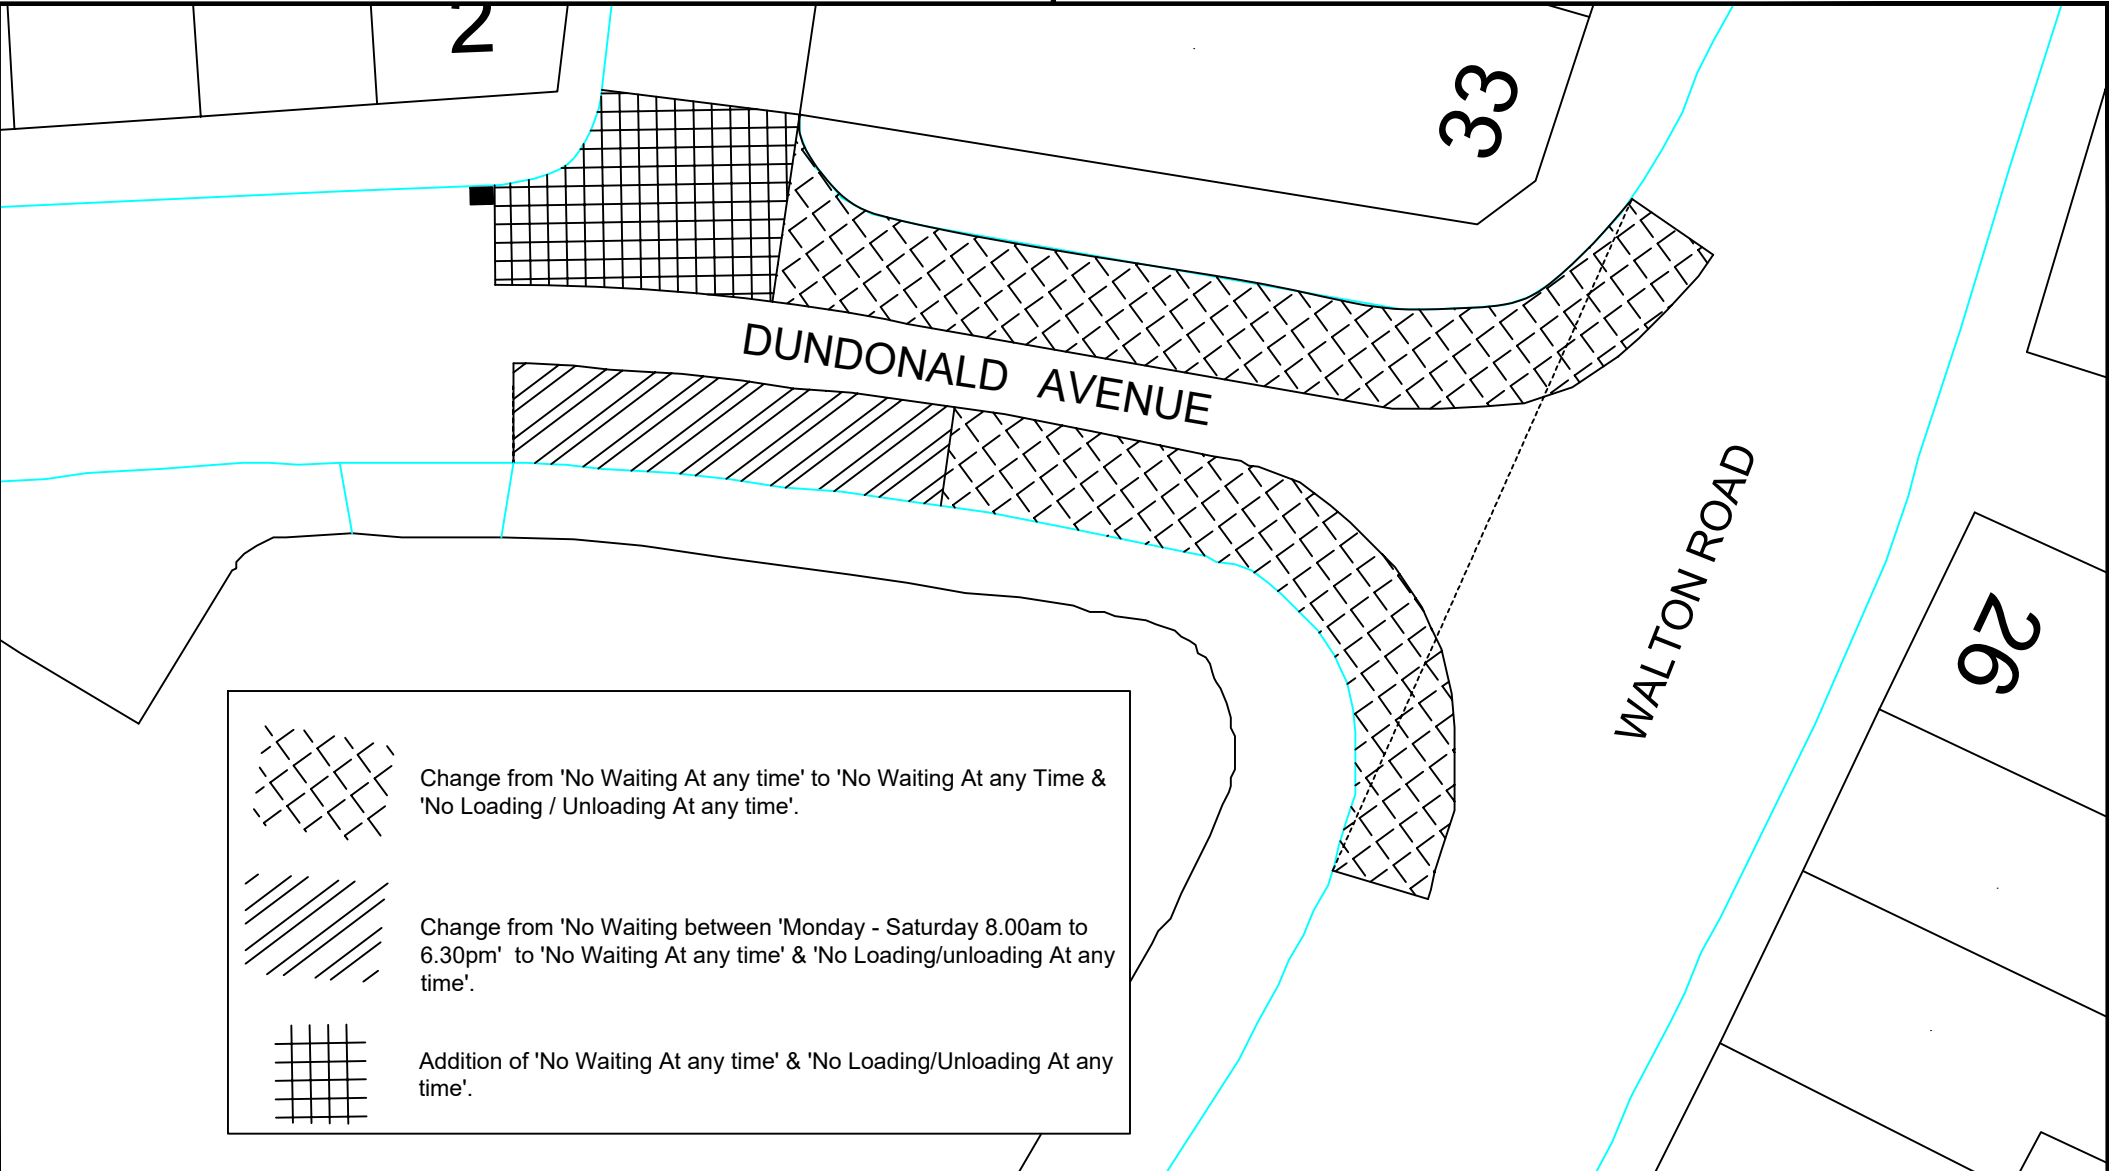 2
33
DUNDONALD AVENUE
WALTON ROAD
26
Change from 'No Waiting At any time' to 'No Waiting At any Time &
'No Loading / Unloading At any time'.
Change from 'No Waiting between 'Monday - Saturday 8.00am to
6.30pm' to 'No Waiting At any time' & 'No Loading/unloading At any
time'.
Addition of 'No Waiting At any time' & 'No Loading/Unloading At any
time'.